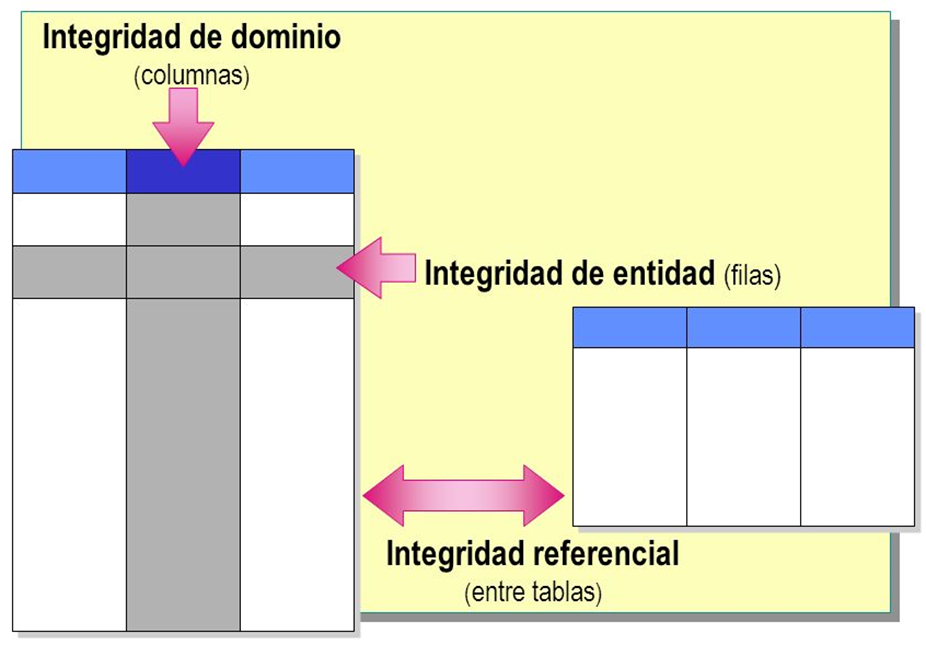 Integridad de dominio
(columnas)
Integridad de entidad (filas)
Integridad referencial
(entre tablas)